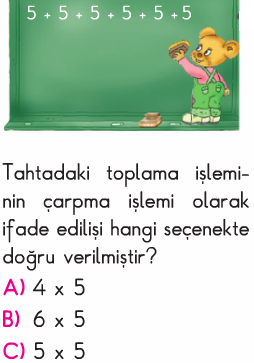 5 + 5 + 5 + 5 + 5 +5
Tahtadaki toplama işlemi-
nin çarpma işlemi olarak
ifade edilişi hangi seçenekte
doğru verilmiştir?
A) 4 x 5
B) 6 x 5
C) 5 x 5